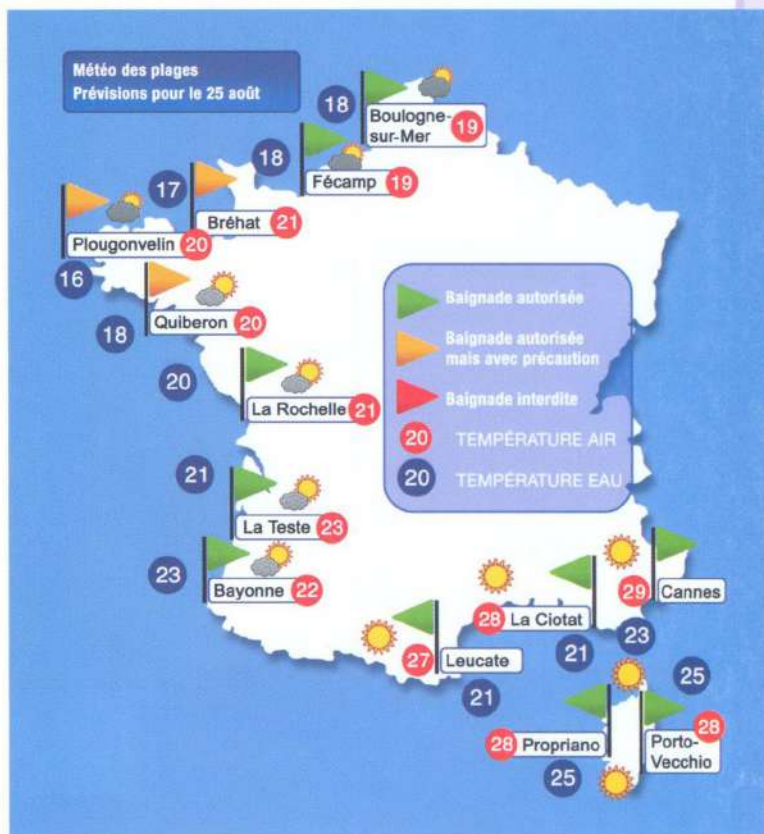 Météo des plages
Prévisions pour le 25 août
18
Boulogne-
sur-Mer 19
18
Fécamp 19
17
Bréhat 21
Plougonvelin 20
16
Quiberon 20
18
20
La Rochelle 21
21
La Teste 23
23
Bayonne 22
Baignade autorisée
Baignade autorisée
mais avec précaution
Baignade interdite
20 TEMPÉRATURE AIR
20 TEMPÉRATURE EAU
29 Cannes
28 La Ciotat
23
21
27 Leucate
21
25
28 Propriano
Porto- 28
Vecchio
25